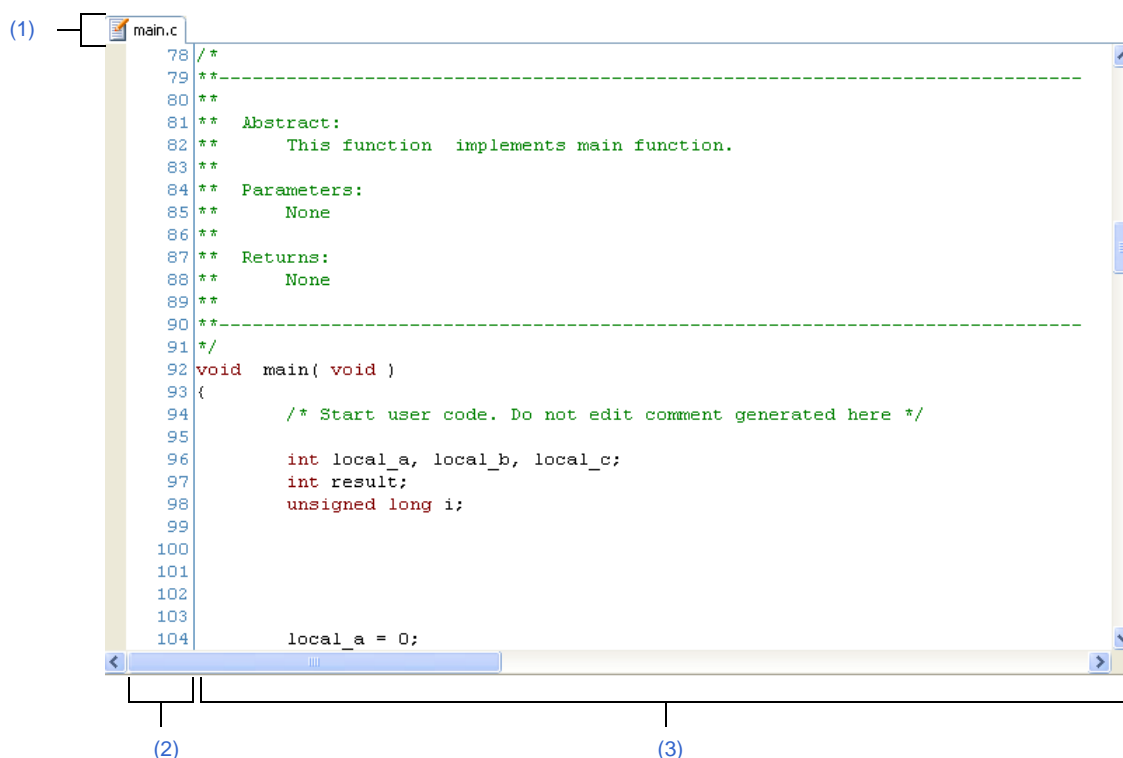 (1)
main.c
78 /*
79 **-----------------------------------------------------------------------------
80 **
81 **  Abstract:
82 **      This function  implements main function.
83 **
84 **  Parameters:
85 **      None
86 **
87 **  Returns:
88 **      None
89 **
90 **-----------------------------------------------------------------------------
91 */
92 void  main( void )
93 {
94         /* Start user code. Do not edit comment generated here */
95
96         int local_a, local_b, local_c;
97         int result;
98         unsigned long i;
99
100
101
102
103
104         local_a = 0;
(2)
(3)